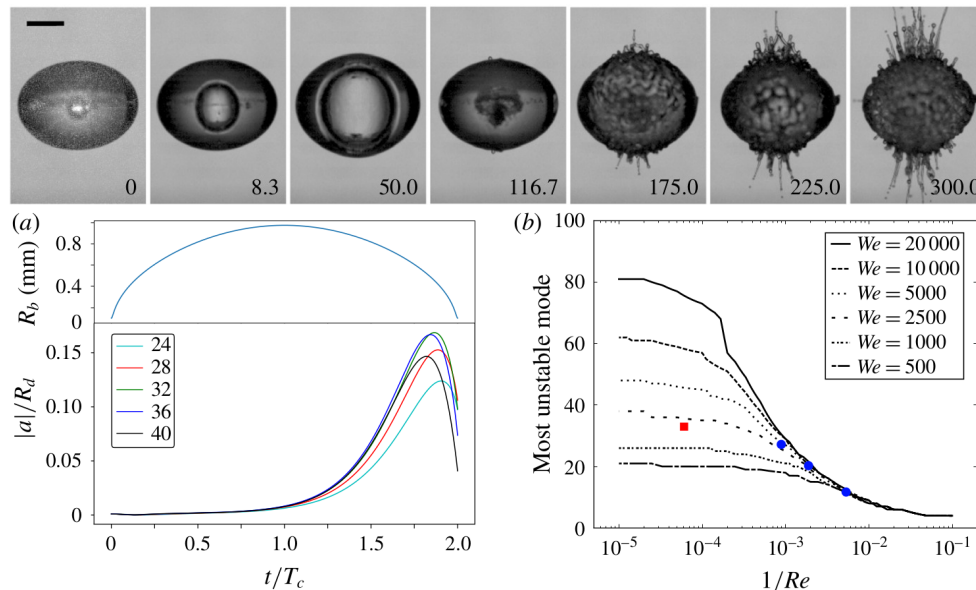 0
8.3
50.0
116.7
175.0
225.0
300.0
(a)
R_b (mm)
0.8
0.4
0
|a|/R_d
0.15
0.10
0.05
0
24
28
32
36
40
0
0.5
1.0
1.5
2.0
t/T_c
(b)
Most unstable mode
100
80
60
40
20
0
We = 20 000
We = 10 000
We = 5000
We = 2500
We = 1000
We = 500
10⁻⁵
10⁻⁴
10⁻³
10⁻²
10⁻¹
1/Re